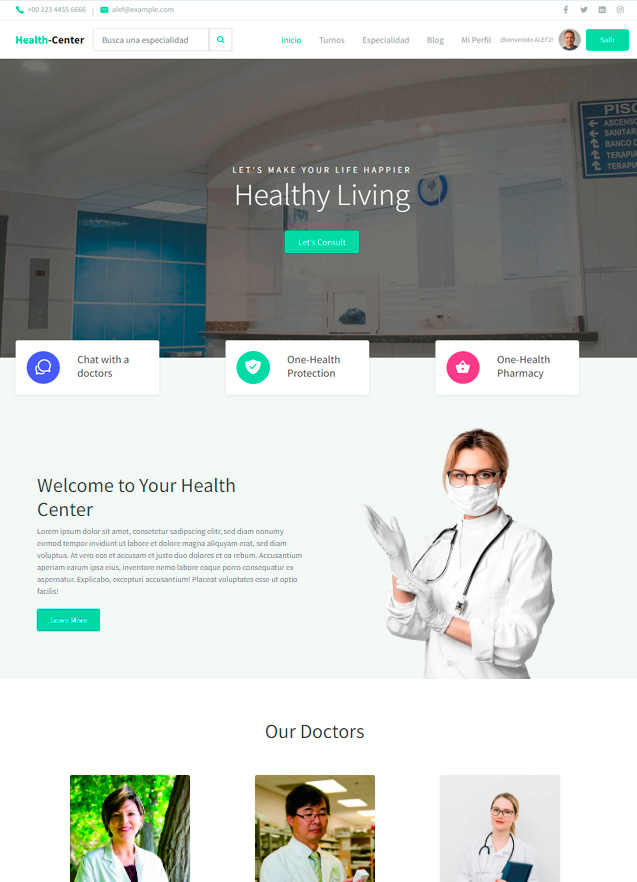 +00 123 4455 6666 | alef@example.com
Health-Center
Busca una especialidad
Inicio Turnos Especialidad Blog Mi Perfil ¡Bienvenido ALEF2! Salir
PISO
ASCENSO
SANITAR
BANCO D
TERAPIA
TERAPIA
LET'S MAKE YOUR LIFE HAPPIER
Healthy Living
Let's Consult
Chat with a
doctors
One-Health
Protection
One-Health
Pharmacy
Welcome to Your Health
Center
Lorem ipsum dolor sit amet, consetetur sadipscing elitr, sed diam nonumy
eirmod tempor invidunt ut labore et dolore magna aliquyam erat, sed diam
voluptua. At vero eos et accusam et justo duo dolores et ea rebum. Accusantium
aperiam earum ipsa eius, inventore nemo labore eaque porro consequatur ex
aspernatur. Explicabo, excepturi accusantium! Placeat voluptates esse ut optio
facilis!
Learn More
Our Doctors